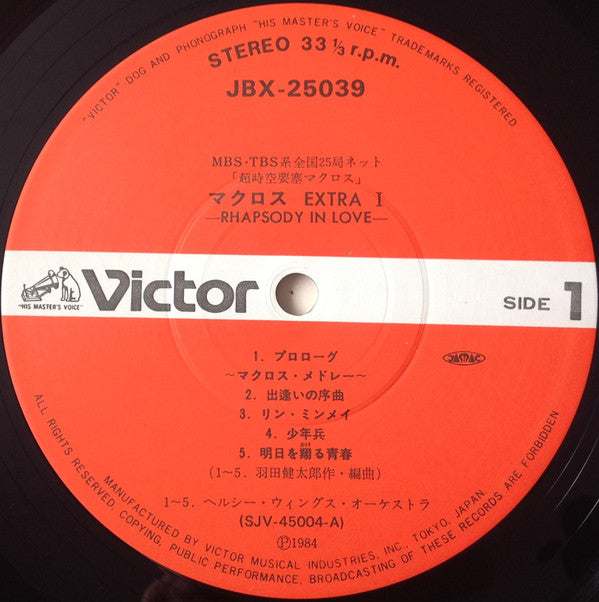 "VICTOR" DOG AND PHONOGRAPH "HIS MASTER'S VOICE" TRADEMARKS REGISTERED
STEREO 33 ⅓ r.p.m.
JBX-25039
MBS・TBS系全国25局ネット
「超時空要塞マクロス」
マクロス EXTRA I
—RHAPSODY IN LOVE—
"HIS MASTER'S VOICE"
Victor
SIDE 1
1. プロローグ
〜マクロス・メドレー〜
JASRAC
2. 出逢いの序曲
3. リン・ミンメイ
4. 少年兵
かけ
5. 明日を翔る青春
(1〜5. 羽田健太郎作・編曲)
1〜5. ヘルシー・ウィングス・オーケストラ
(SJV-45004-A)
Ⓟ1984
MANUFACTURED BY VICTOR MUSICAL INDUSTRIES, INC. TOKYO, JAPAN.
ALL RIGHTS RESERVED. COPYING, PUBLIC PERFORMANCE, BROADCASTING OF THESE RECORDS ARE FORBIDDEN